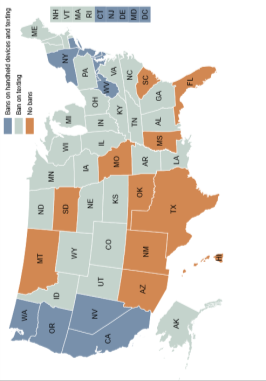 Bans on handheld devices and texting
Ban on texting
No bans
WA
OR
CA
NV
ID
MT
WY
UT
AZ
CO
NM
ND
SD
NE
KS
OK
TX
MN
IA
MO
AR
LA
WI
IL
MS
MI
IN
KY
TN
AL
OH
WV
GA
FL
SC
NC
VA
PA
NY
ME
NH
VT
MA
RI
CT
NJ
DE
MD
DC
AK
HI